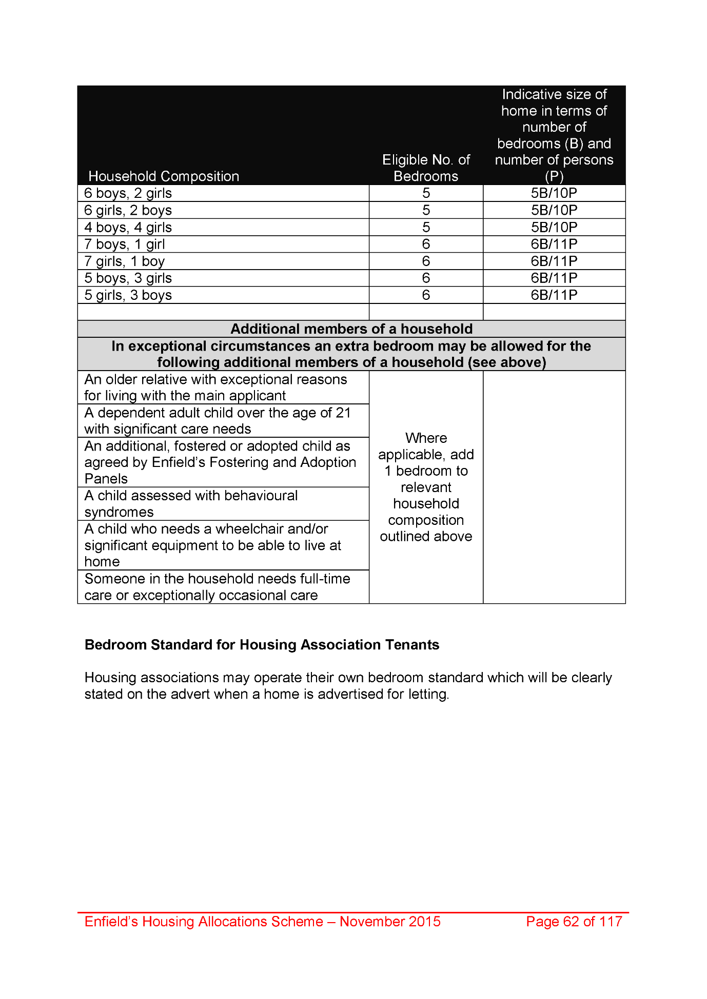 Household Composition
Eligible No. of
Bedrooms
Indicative size of
home in terms of
number of
bedrooms (B) and
number of persons
(P)
6 boys, 2 girls 5 5B/10P
6 girls, 2 boys 5 5B/10P
4 boys, 4 girls 5 5B/10P
7 boys, 1 girl 6 6B/11P
7 girls, 1 boy 6 6B/11P
5 boys, 3 girls 6 6B/11P
5 girls, 3 boys 6 6B/11P
Additional members of a household
In exceptional circumstances an extra bedroom may be allowed for the
following additional members of a household (see above)
An older relative with exceptional reasons
for living with the main applicant
A dependent adult child over the age of 21
with significant care needs
An additional, fostered or adopted child as
agreed by Enfield’s Fostering and Adoption
Panels
A child assessed with behavioural
syndromes
A child who needs a wheelchair and/or
significant equipment to be able to live at
home
Someone in the household needs full-time
care or exceptionally occasional care
Where
applicable, add
1 bedroom to
relevant
household
composition
outlined above
Bedroom Standard for Housing Association Tenants
Housing associations may operate their own bedroom standard which will be clearly
stated on the advert when a home is advertised for letting.
Enfield’s Housing Allocations Scheme – November 2015 Page 62 of 117